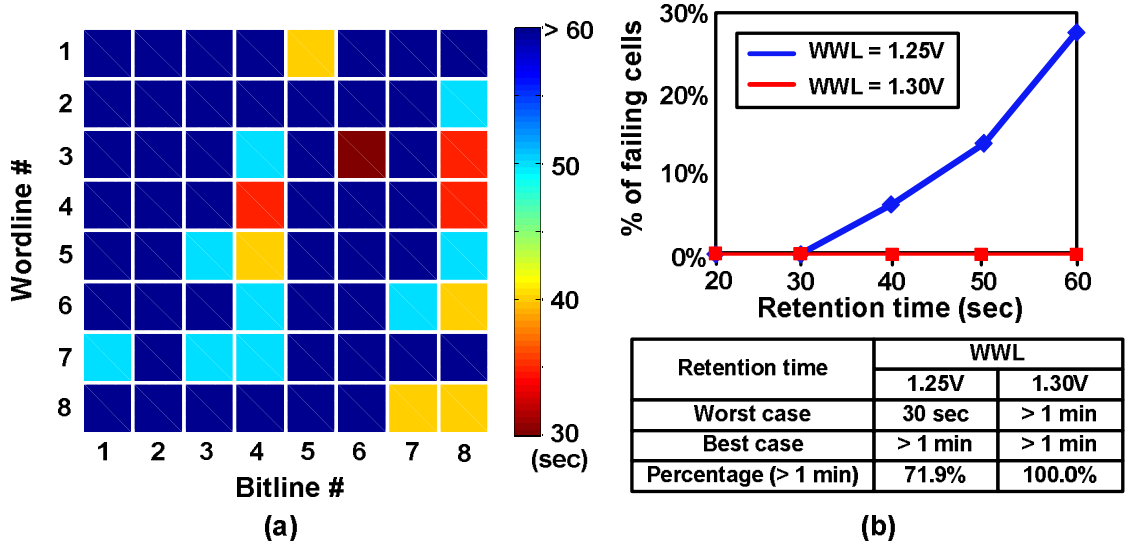 Wordline #
1
2
3
4
5
6
7
8
1 2 3 4 5 6 7 8
Bitline #
> 60
50
40
30
(sec)
(a)
% of failing cells
30%
20%
10%
0%
WWL = 1.25V
WWL = 1.30V
20 30 40 50 60
Retention time (sec)
Retention time WWL
1.25V 1.30V
Worst case 30 sec > 1 min
Best case > 1 min > 1 min
Percentage (> 1 min) 71.9% 100.0%
(b)